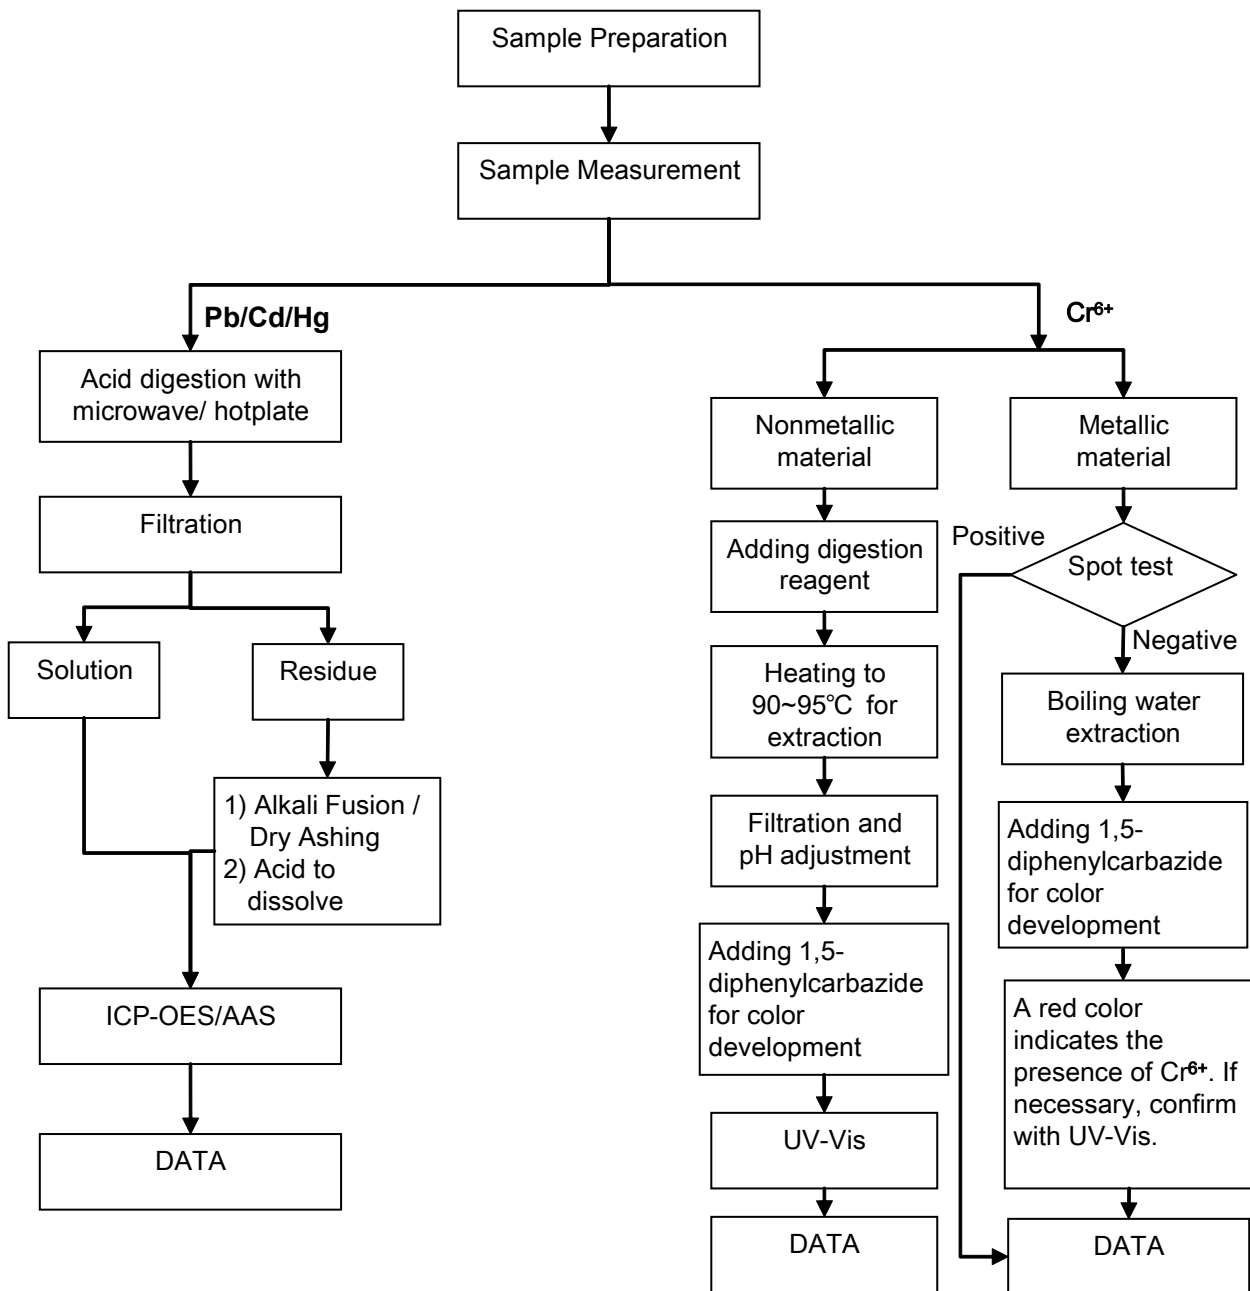 Sample Preparation
Sample Measurement
Pb/Cd/Hg
Acid digestion with
microwave/ hotplate
Filtration
Solution
Residue
1) Alkali Fusion /
Dry Ashing
2) Acid to
dissolve
ICP-OES/AAS
DATA
Cr⁶⁺
Nonmetallic
material
Adding digestion
reagent
Heating to
90~95℃ for
extraction
Filtration and
pH adjustment
Adding 1,5-
diphenylcarbazide
for color
development
UV-Vis
DATA
Metallic
material
Positive
Spot test
Negative
Boiling water
extraction
Adding 1,5-
diphenylcarbazide
for color
development
A red color
indicates the
presence of Cr⁶⁺. If
necessary, confirm
with UV-Vis.
DATA